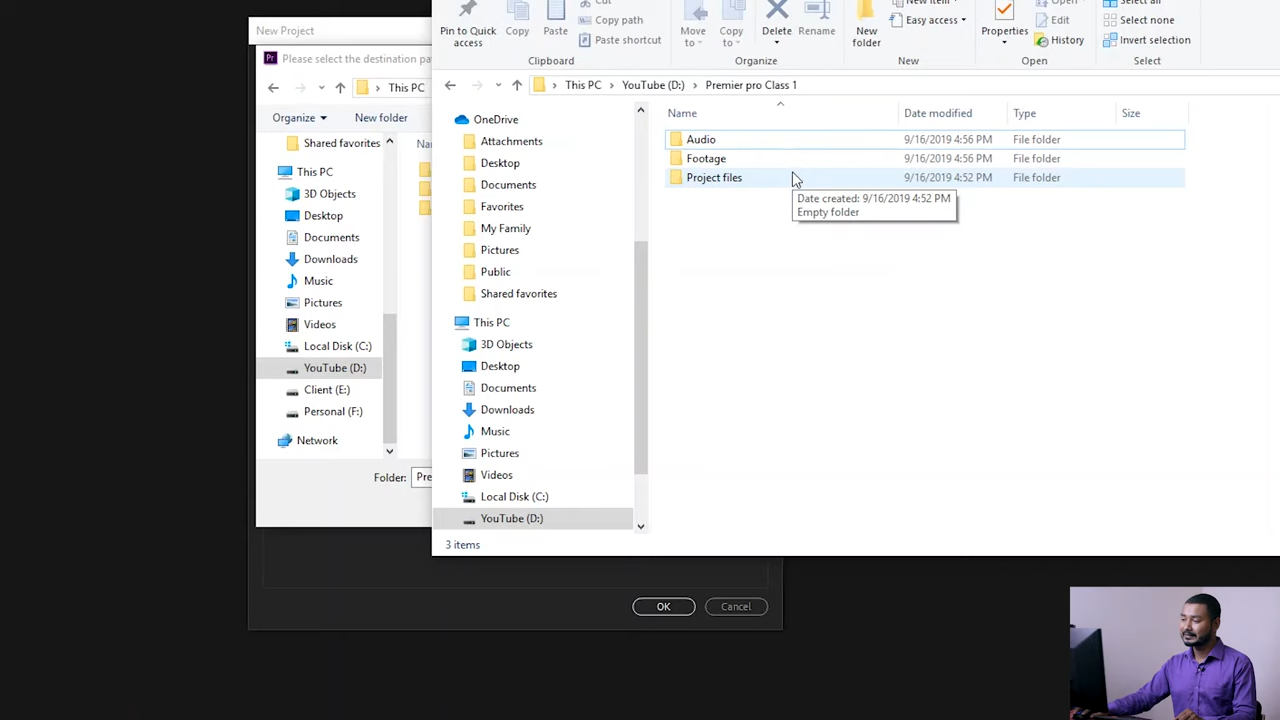 New Project
Please select the destination pa
This PC
Organize
New folder
Shared favorites
Na
This PC
3D Objects
Desktop
Documents
Downloads
Music
Pictures
Videos
Local Disk (C:)
YouTube (D:)
Client (E:)
Personal (F:)
Network
Folder:
Pre
OK
Cancel
Pin to Quick
access
Copy
Paste
Cut
Copy path
Paste shortcut
Clipboard
Move
to
Copy
to
Delete
Rename
Organize
New item
Easy access
New
folder
New
Properties
Open
Edit
History
Open
Select all
Select none
Invert selection
Select
This PC
YouTube (D:)
Premier pro Class 1
OneDrive
Attachments
Desktop
Documents
Favorites
My Family
Pictures
Public
Shared favorites
This PC
3D Objects
Desktop
Documents
Downloads
Music
Pictures
Videos
Local Disk (C:)
YouTube (D:)
3 items
Name Date modified Type Size
Audio 9/16/2019 4:56 PM File folder
Footage 9/16/2019 4:56 PM File folder
Project files 9/16/2019 4:52 PM File folder
Date created: 9/16/2019 4:52 PM
Empty folder
Pr